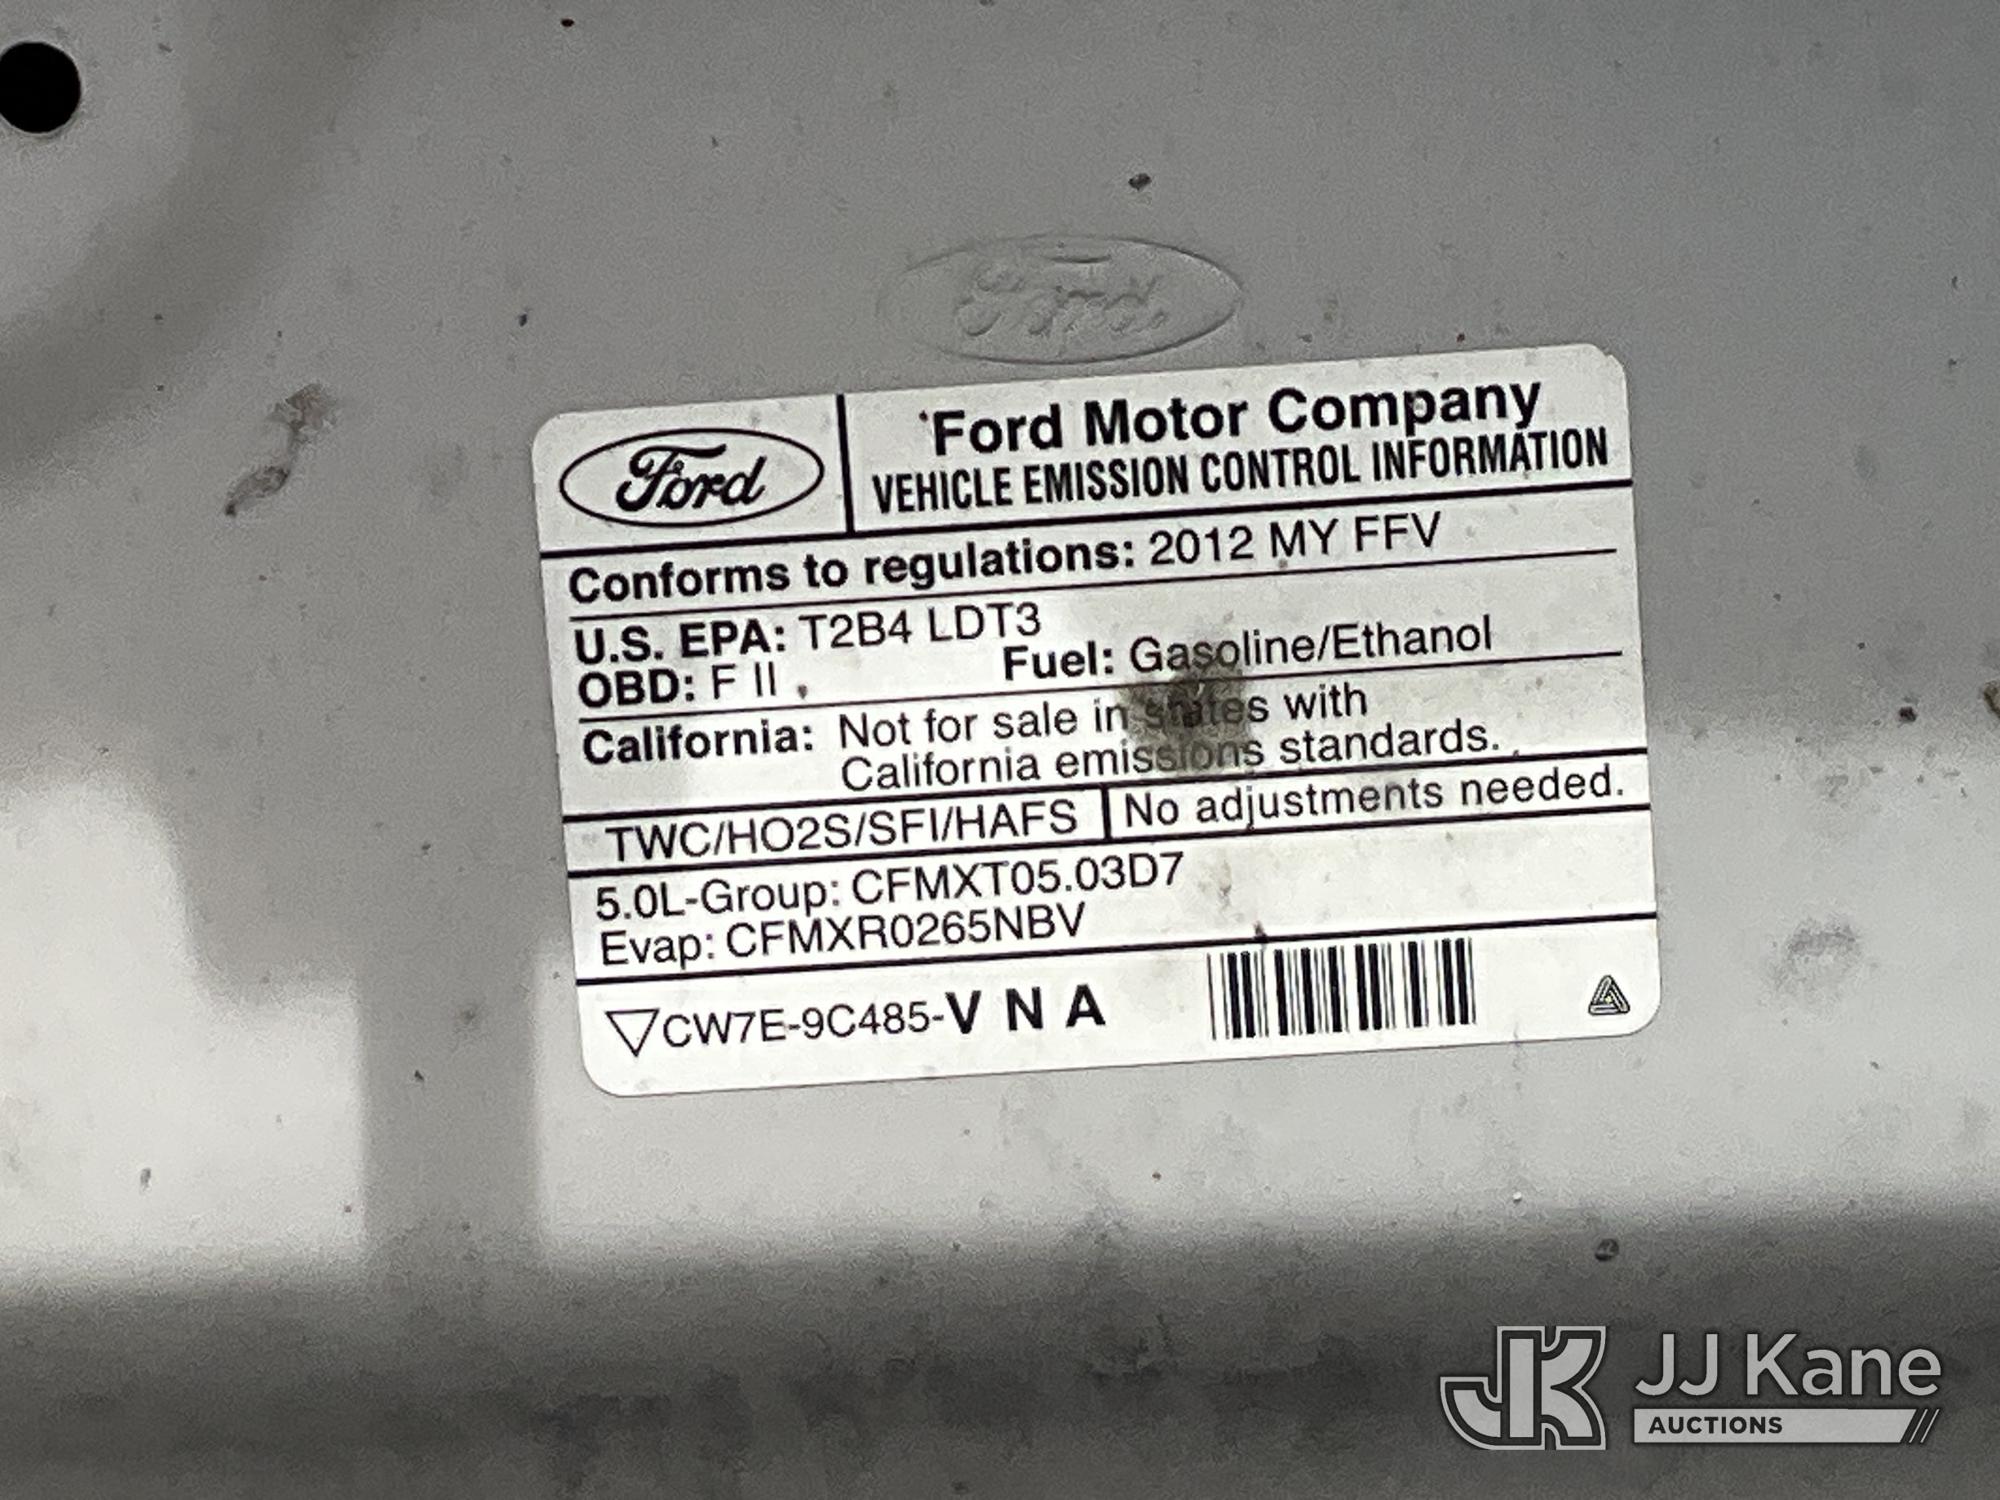 Ford
Ford
Ford Motor Company
VEHICLE EMISSION CONTROL INFORMATION
Conforms to regulations: 2012 MY FFV
U.S. EPA: T2B4 LDT3
OBD: F II Fuel: Gasoline/Ethanol
California: Not for sale in states with
California emissions standards.
TWC/HO2S/SFI/HAFS No adjustments needed.
5.0L-Group: CFMXT05.03D7
Evap: CFMXR0265NBV
CW7E-9C485-V N A
JK JJ Kane
AUCTIONS